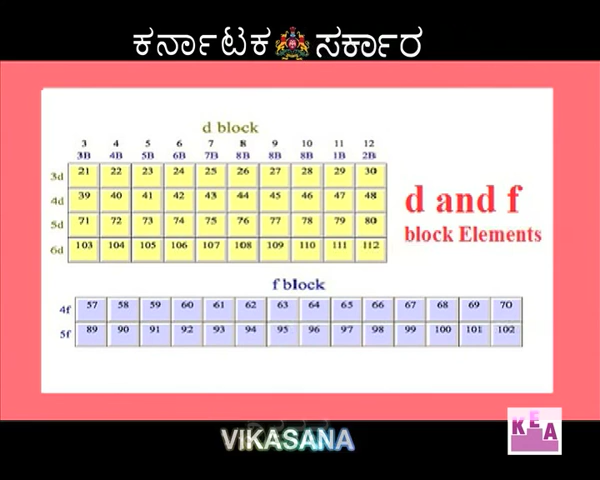 ಕರ್ನಾಟಕ ಸರ್ಕಾರ
d block
3 4 5 6 7 8 9 10 11 12
3B 4B 5B 6B 7B 8B 8B 8B 1B 2B
3d 21 22 23 24 25 26 27 28 29 30
4d 39 40 41 42 43 44 45 46 47 48
5d 71 72 73 74 75 76 77 78 79 80
6d 103 104 105 106 107 108 109 110 111 112
d and f
block Elements
f block
4f 57 58 59 60 61 62 63 64 65 66 67 68 69 70
5f 89 90 91 92 93 94 95 96 97 98 99 100 101 102
VIKASANA
KEA